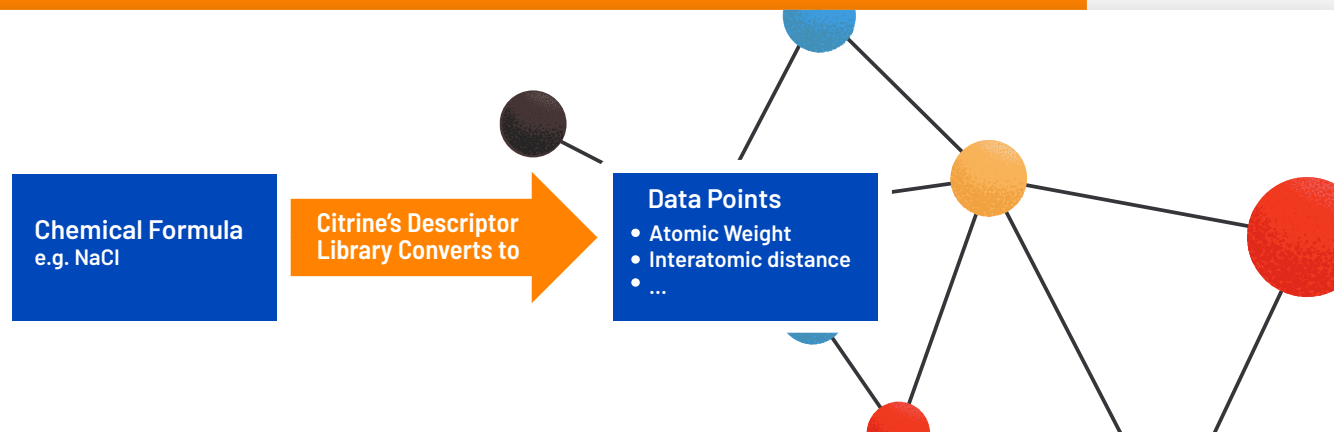 Chemical Formula
e.g. NaCl
Citrine’s Descriptor
Library Converts to
Data Points
• Atomic Weight
• Interatomic distance
• ...